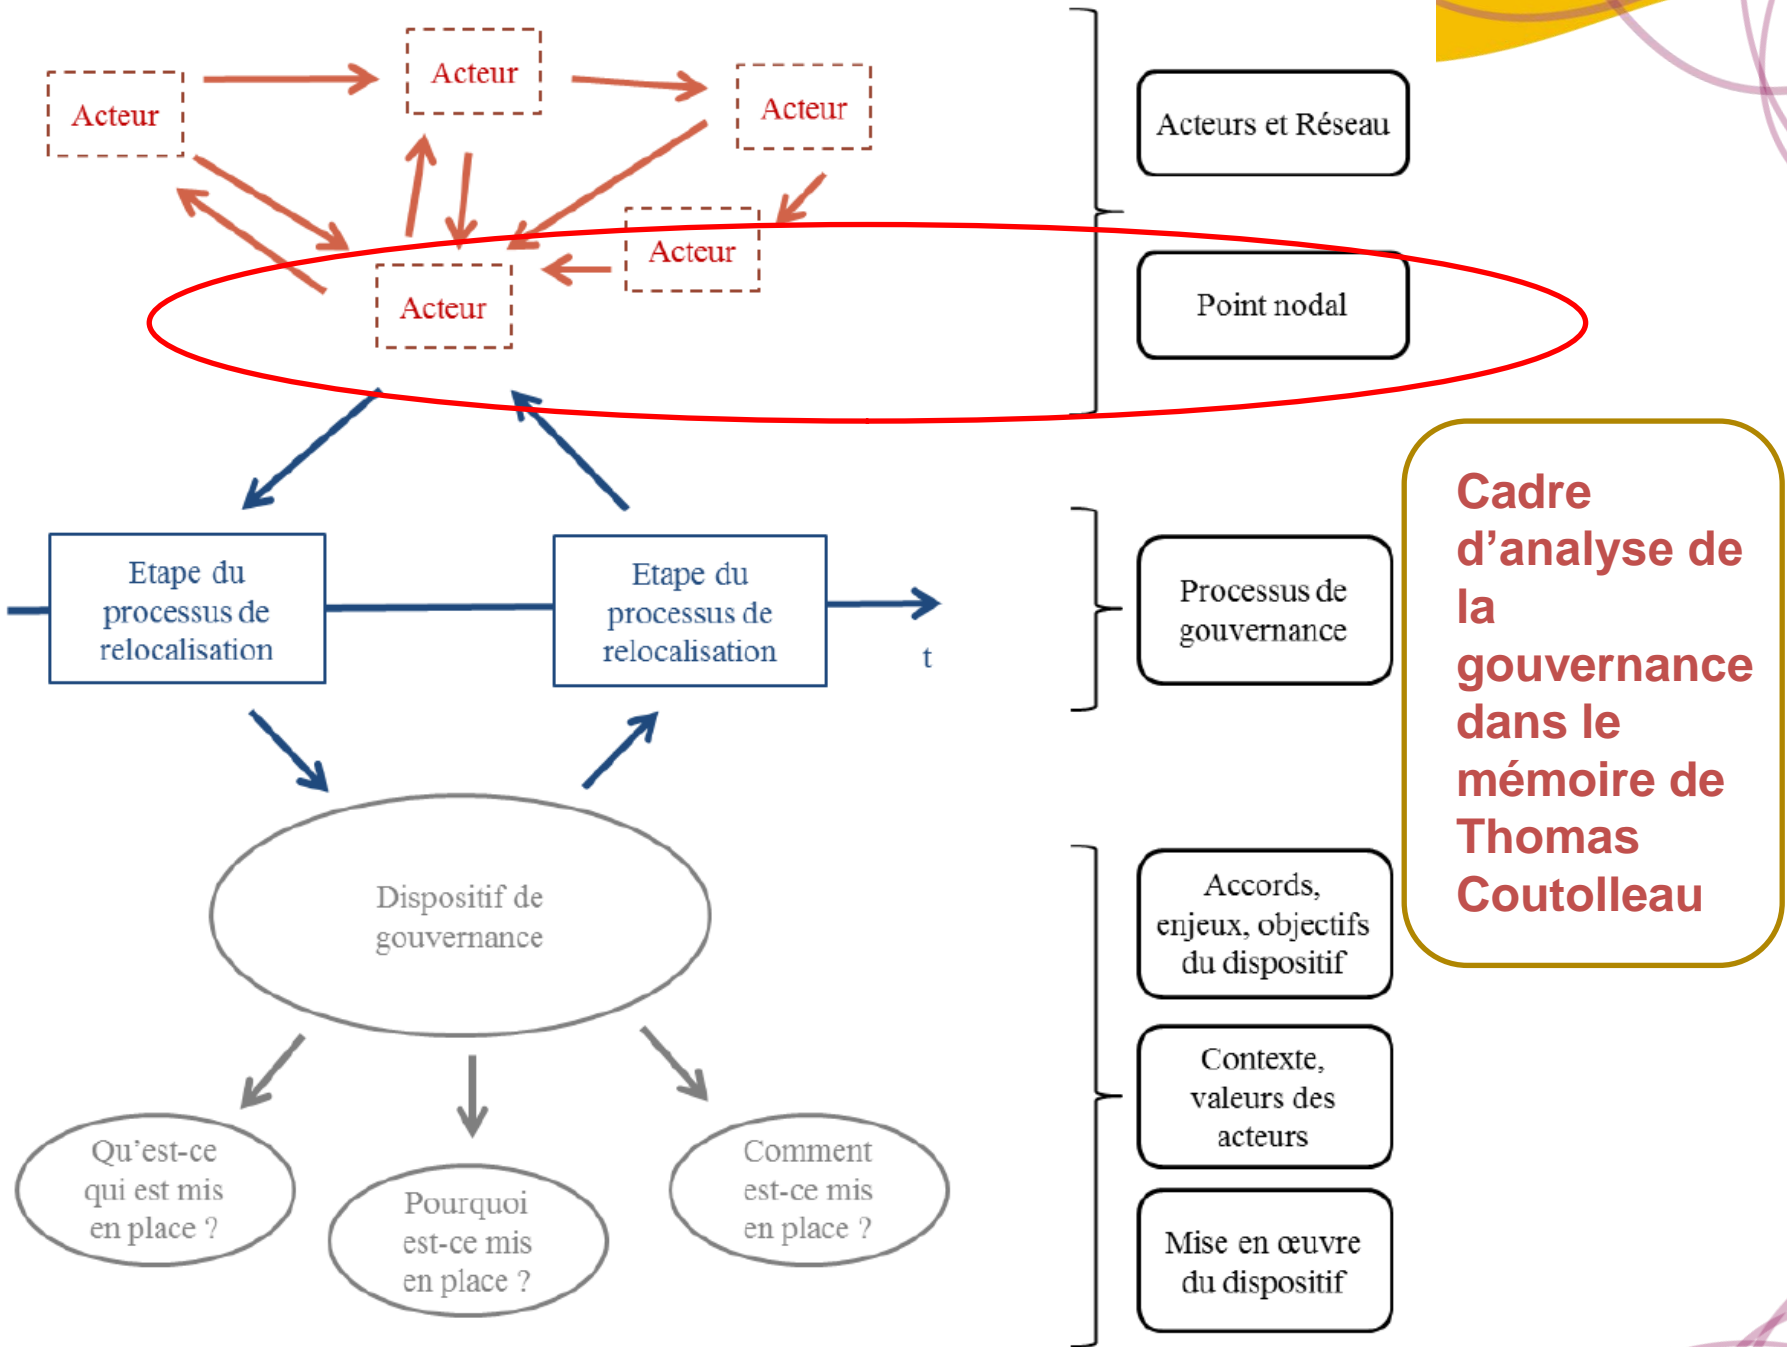 Acteur
Acteur
Acteur
Acteur
Acteur
Acteurs et Réseau
Point nodal
Etape du
processus de
relocalisation
Etape du
processus de
relocalisation
t
Processus de
gouvernance
Cadre
d’analyse de
la
gouvernance
dans le
mémoire de
Thomas
Coutolleau
Dispositif de
gouvernance
Qu’est-ce
qui est mis
en place ?
Pourquoi
est-ce mis
en place ?
Comment
est-ce mis
en place ?
Accords,
enjeux, objectifs
du dispositif
Contexte,
valeurs des
acteurs
Mise en œuvre
du dispositif